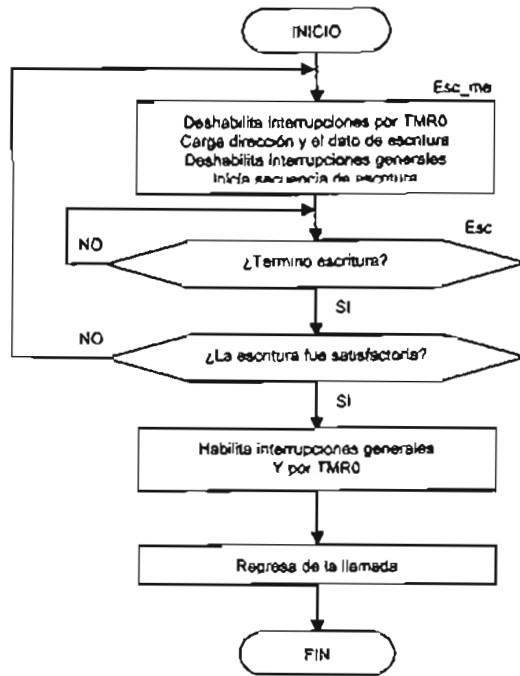 INICIO
Esc_me
Deshabilita interrupciones por TMR0
Carga dirección y el dato de escritura
Deshabilita interrupciones generales
Inicia secuencia de escritura
Esc
NO
¿Termino escritura?
SI
NO
¿La escritura fue satisfactoria?
SI
Habilita interrupciones generales
Y por TMR0
Regresa de la llamada
FIN